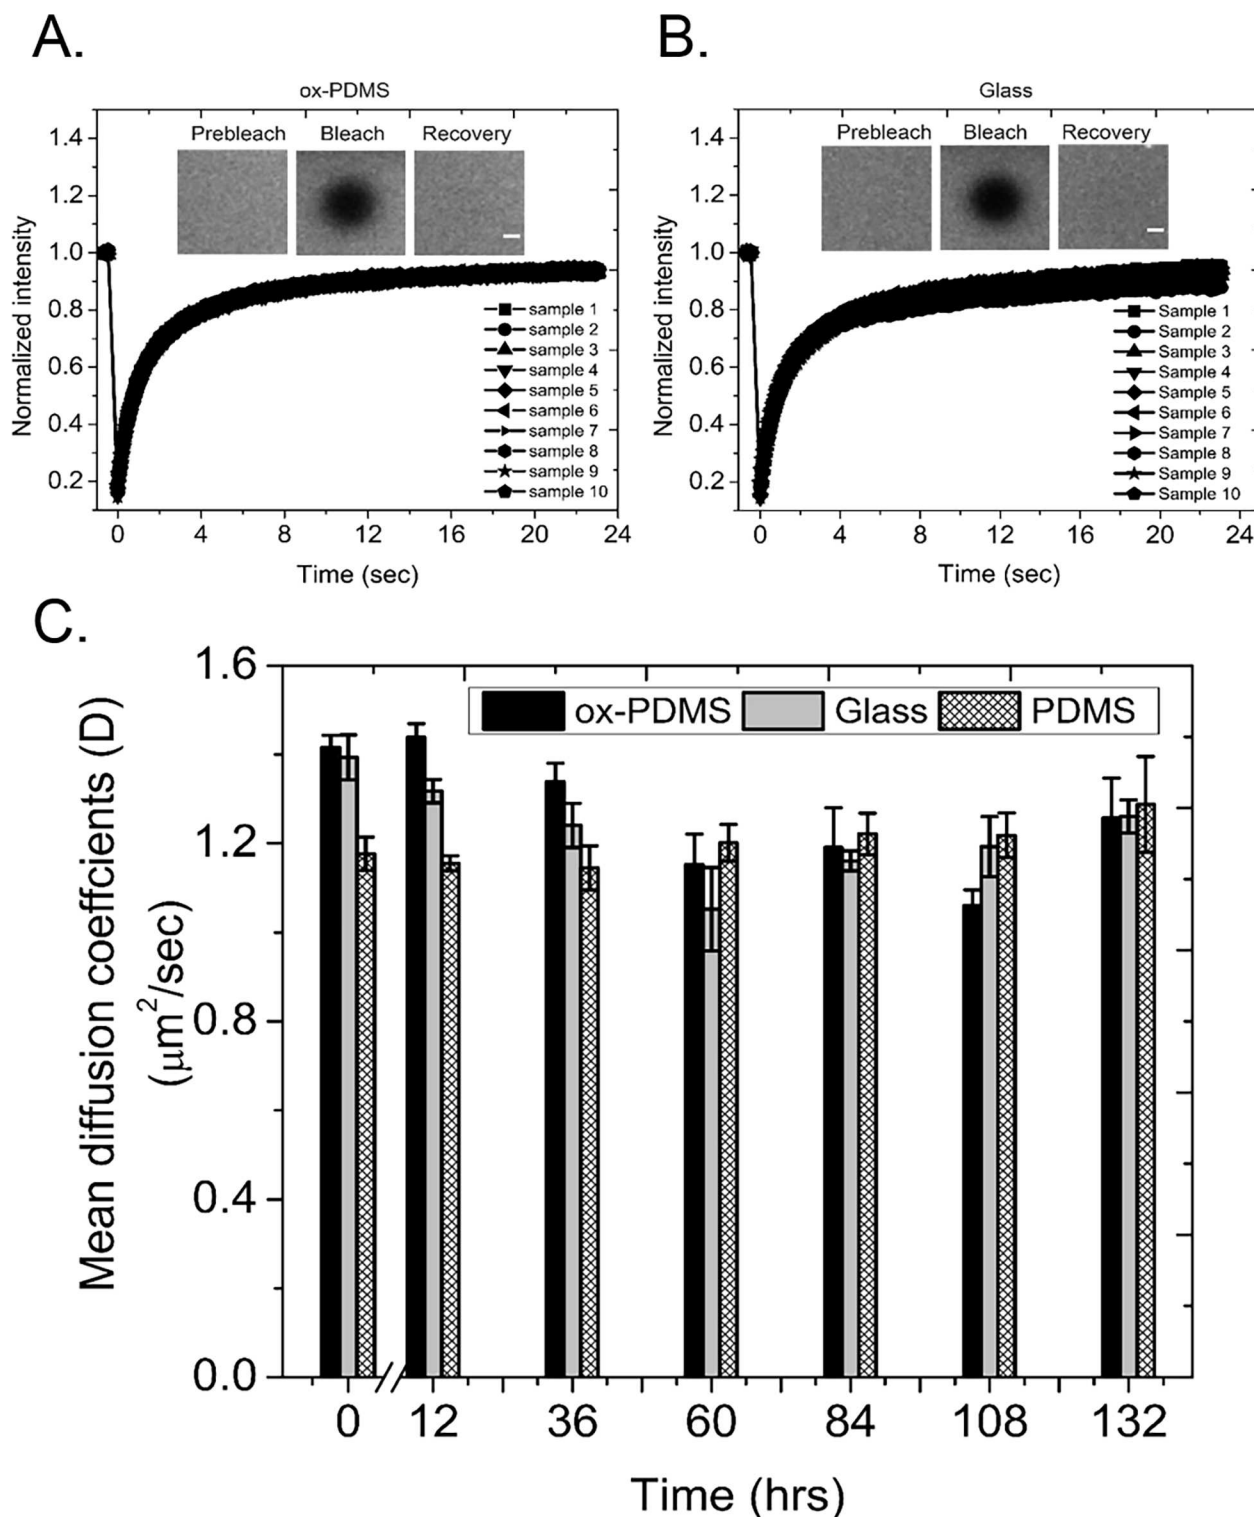 A.
ox-PDMS
Prebleach Bleach Recovery
1.4
1.2
1.0
0.8
0.6
0.4
0.2
Normalized intensity
sample 1
sample 2
sample 3
sample 4
sample 5
sample 6
sample 7
sample 8
sample 9
sample 10
0 4 8 12 16 20 24
Time (sec)
B.
Glass
Prebleach Bleach Recovery
1.4
1.2
1.0
0.8
0.6
0.4
0.2
Normalized intensity
Sample 1
Sample 2
Sample 3
Sample 4
Sample 5
Sample 6
Sample 7
Sample 8
Sample 9
Sample 10
0 4 8 12 16 20 24
Time (sec)
C.
ox-PDMS Glass PDMS
1.6
1.2
0.8
0.4
0.0
Mean diffusion coeffcients (D)
(μm²/sec)
0 12 36 60 84 108 132
Time (hrs)